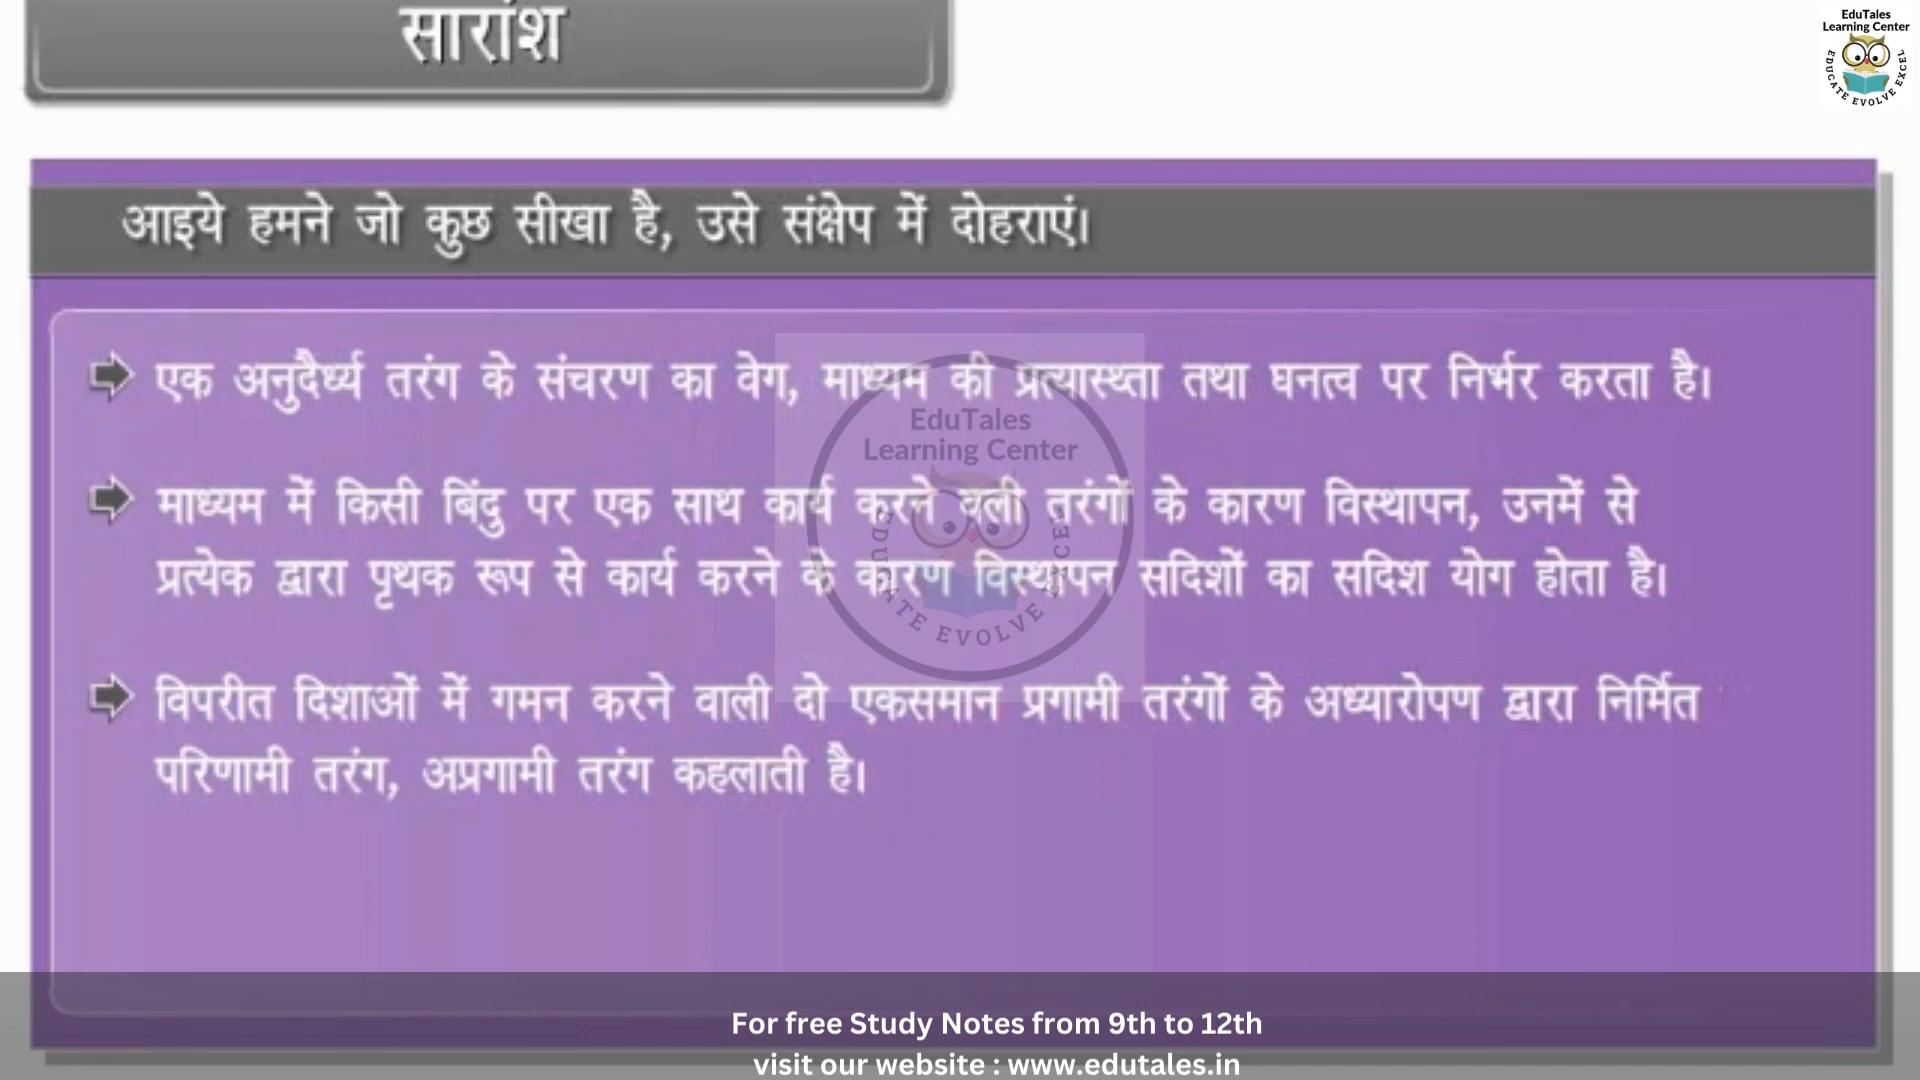 सारांश
EduTales
Learning Center
EDUCATE EVOLVE EXCEL
आइये हमने जो कुछ सीखा है, उसे संक्षेप में दोहराएं।
एक अनुदैर्ध्य तरंग के संचरण का वेग, माध्यम की प्रत्यास्थ्ता तथा घनत्व पर निर्भर करता है।
माध्यम में किसी बिंदु पर एक साथ कार्य करने वली तरंगों के कारण विस्थापन, उनमें से
प्रत्येक द्वारा पृथक रूप से कार्य करने के कारण विस्थापन सदिशों का सदिश योग होता है।
विपरीत दिशाओं में गमन करने वाली दो एकसमान प्रगामी तरंगों के अध्यारोपण द्वारा निर्मित
परिणामी तरंग, अप्रगामी तरंग कहलाती है।
EduTales
Learning Center
EDUCATE EVOLVE EXCEL
For free Study Notes from 9th to 12th
visit our website : www.edutales.in